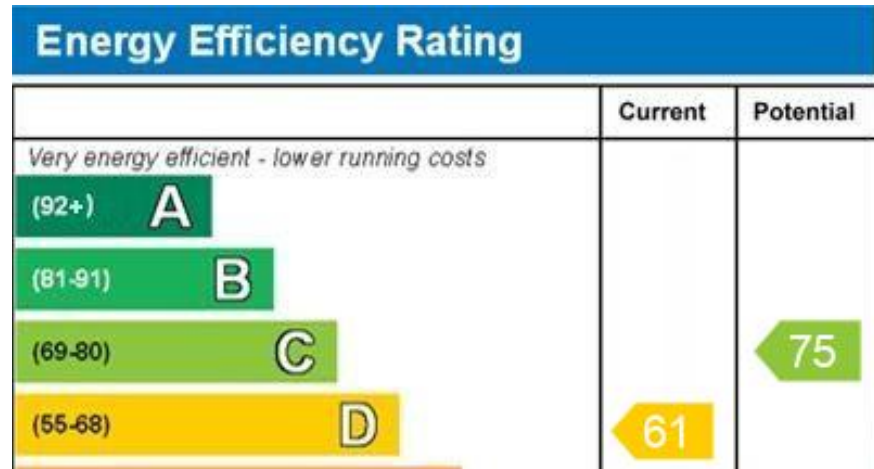 Energy Efficiency Rating
Current Potential
Very energy efficient - lower running costs
(92+) A
(81-91) B
(69-80) C 75
(55-68) D 61